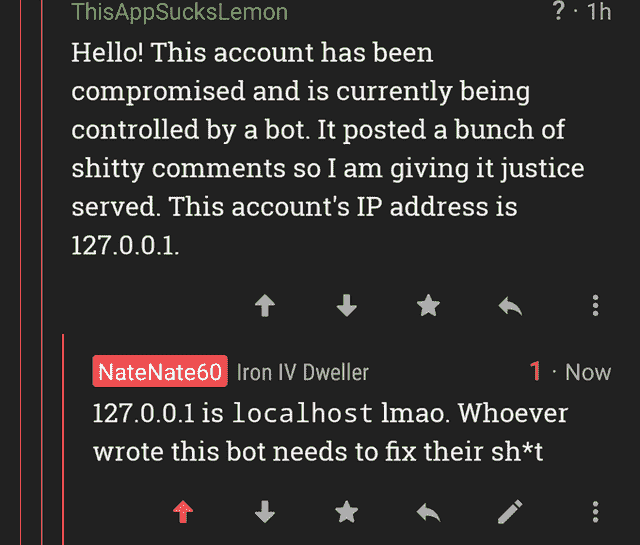 ThisAppSucksLemon ? · 1h
Hello! This account has been
compromised and is currently being
controlled by a bot. It posted a bunch of
shitty comments so I am giving it justice
served. This account's IP address is
127.0.0.1.
NateNate60 Iron IV Dweller 1 · Now
127.0.0.1 is localhost lmao. Whoever
wrote this bot needs to fix their sh*t